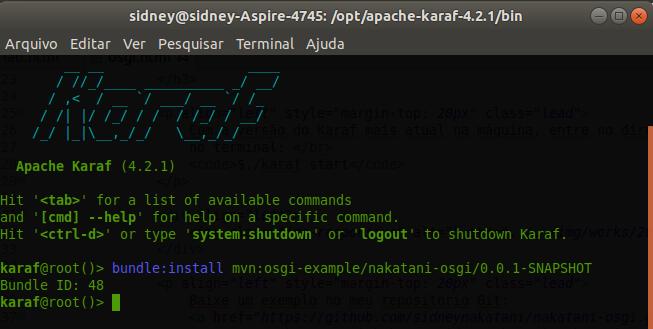 sidney@sidney-Aspire-4745: /opt/apache-karaf-4.2.1/bin
Arquivo Editar Ver Pesquisar Terminal Ajuda
Karaf
Apache Karaf (4.2.1)
Hit '<tab>' for a list of available commands
and '[cmd] --help' for help on a specific command.
Hit '<ctrl-d>' or type 'system:shutdown' or 'logout' to shutdown Karaf.
karaf@root()> bundle:install mvn:osgi-example/nakatani-osgi/0.0.1-SNAPSHOT
Bundle ID: 48
karaf@root()>